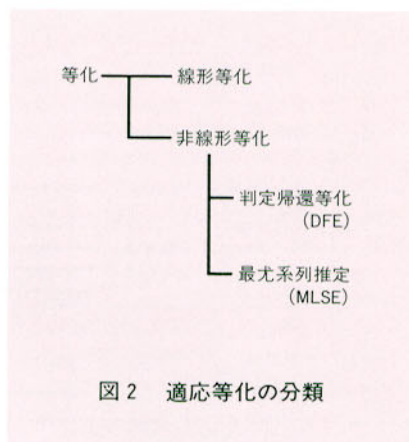 等化 線形等化
非線形等化
判定帰還等化
(DFE)
最尤系列推定
(MLSE)
図2 適応等化の分類